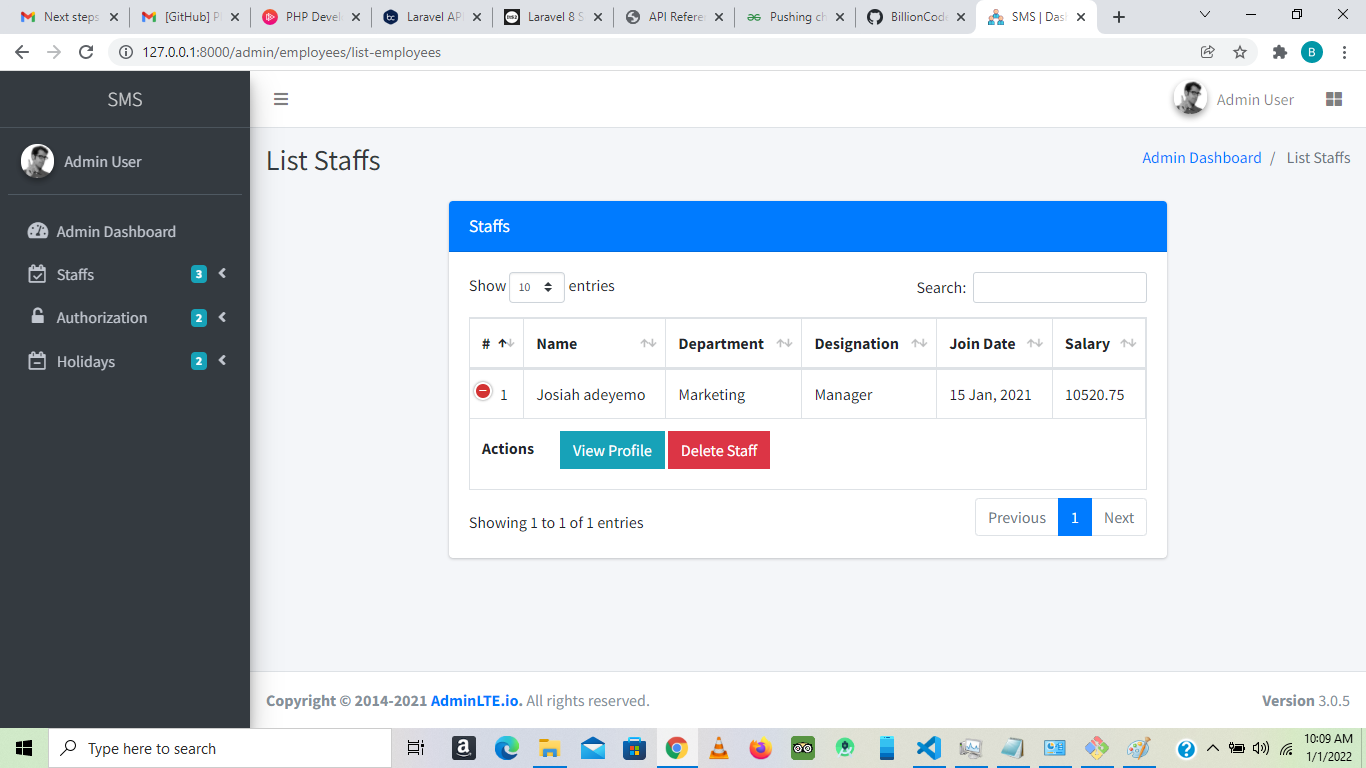 Next steps
[GitHub] Pl
PHP Devel
Laravel API
Laravel 8 S
API Refere
Pushing ch
BillionCode
SMS | Das
127.0.0.1:8000/admin/employees/list-employees
B
SMS
Admin User
Admin User
List Staffs
Admin Dashboard / List Staffs
Admin Dashboard
Staffs 3
Authorization 2
Holidays 2
Staffs
Show 10 entries
Search:
# Name Department Designation Join Date Salary
1 Josiah adeyemo Marketing Manager 15 Jan, 2021 10520.75
Actions View Profile Delete Staff
Showing 1 to 1 of 1 entries
Previous 1 Next
Copyright © 2014-2021 AdminLTE.io. All rights reserved.
Version 3.0.5
Type here to search
10:09 AM
1/1/2022